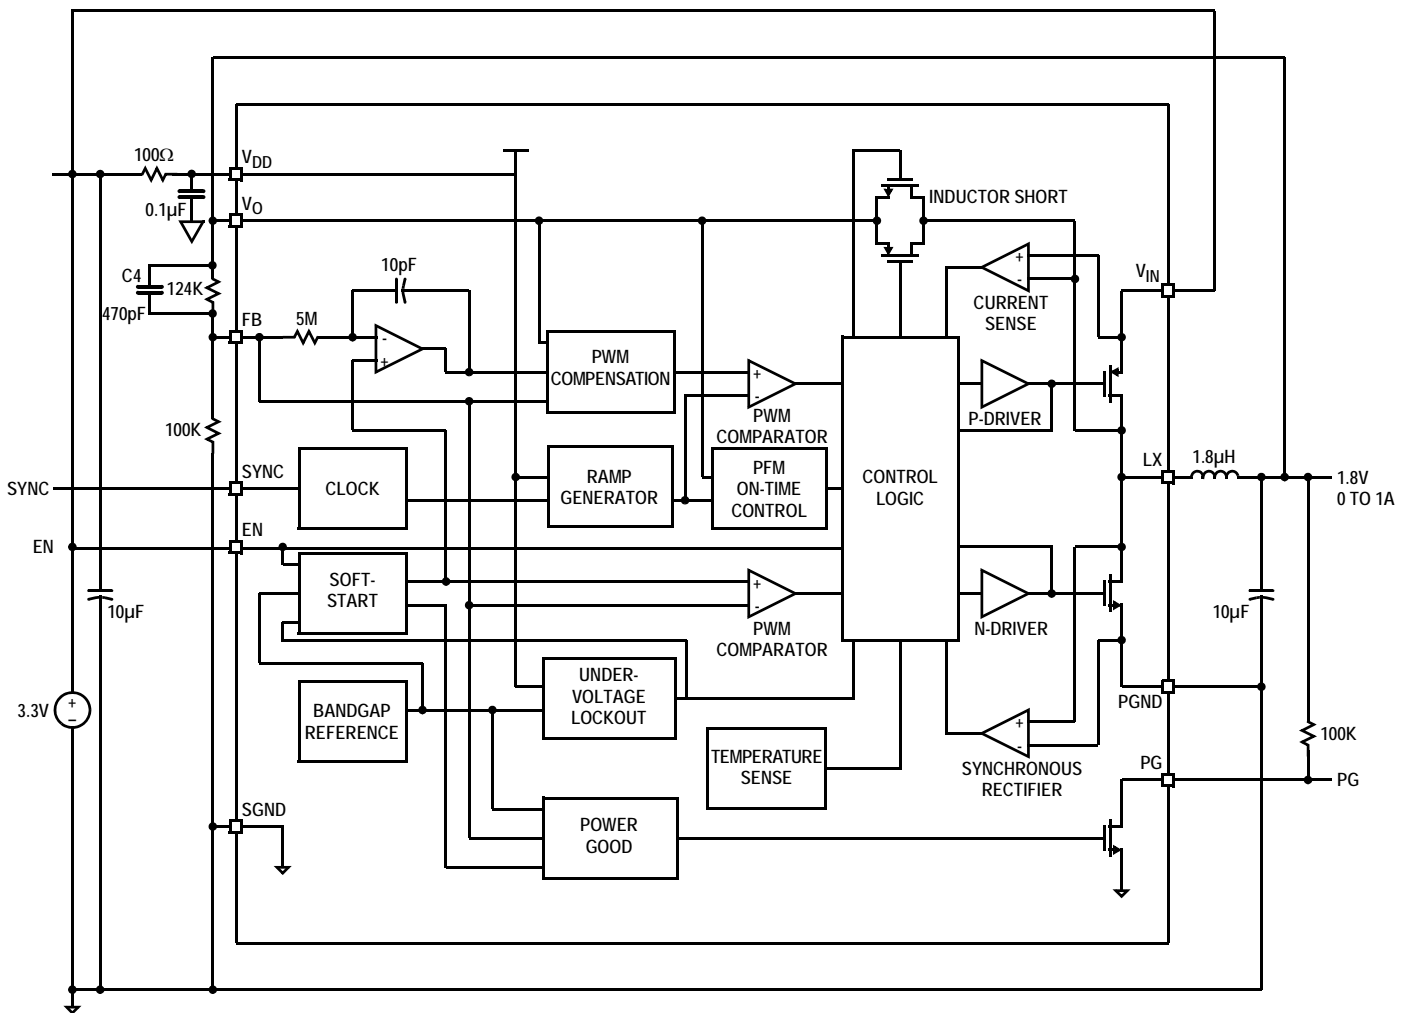 100Ω
V_DD
0.1µF
V_O
INDUCTOR SHORT
C4
124K
470pF
10pF
+
-
CURRENT
SENSE
V_IN
FB
5M
-
+
PWM
COMPENSATION
+
-
PWM
COMPARATOR
P-DRIVER
100K
SYNC
SYNC
CLOCK
RAMP
GENERATOR
PFM
ON-TIME
CONTROL
CONTROL
LOGIC
LX
1.8µH
1.8V
0 TO 1A
EN
EN
SOFT-
START
+
-
PWM
COMPARATOR
N-DRIVER
10µF
10µF
3.3V
+
–
BANDGAP
REFERENCE
UNDER-
VOLTAGE
LOCKOUT
PGND
TEMPERATURE
SENSE
+
-
SYNCHRONOUS
RECTIFIER
100K
PG
PG
SGND
POWER
GOOD